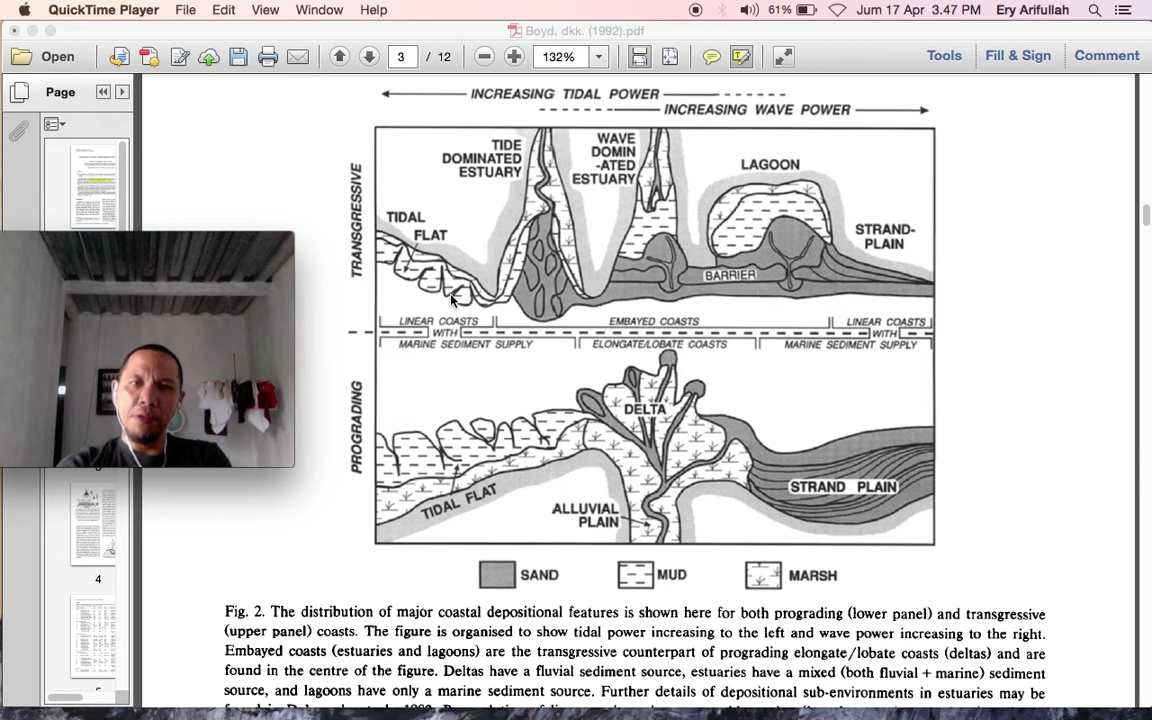 QuickTime Player File Edit View Window Help 61% Jum 17 Apr 3.47 PM Ery Arifullah
Boyd, dkk. (1992).pdf
Open 3 / 12 132% Tools Fill & Sign Comment
Page
4
INCREASING TIDAL POWER
INCREASING WAVE POWER
TRANSGRESSIVE
TIDE
DOMINATED
ESTUARY
WAVE
DOMIN
-ATED
ESTUARY
LAGOON
TIDAL
FLAT
STRAND-
PLAIN
BARRIER
LINEAR COASTS EMBAYED COASTS LINEAR COASTS
WITH WITH
MARINE SEDIMENT SUPPLY ELONGATE/LOBATE COASTS MARINE SEDIMENT SUPPLY
PROGRADING
DELTA
TIDAL FLAT
ALLUVIAL
PLAIN
STRAND PLAIN
SAND MUD MARSH
Fig. 2. The distribution of major coastal depositional features is shown here for both prograding (lower panel) and transgressive
(upper panel) coasts. The figure is organised to show tidal power increasing to the left and wave power increasing to the right.
Embayed coasts (estuaries and lagoons) are the transgressive counterpart of prograding elongate/lobate coasts (deltas) and are
found in the centre of the figure. Deltas have a fluvial sediment source, estuaries have a mixed (both fluvial + marine) sediment
source, and lagoons have only a marine sediment source. Further details of depositional sub-environments in estuaries may be